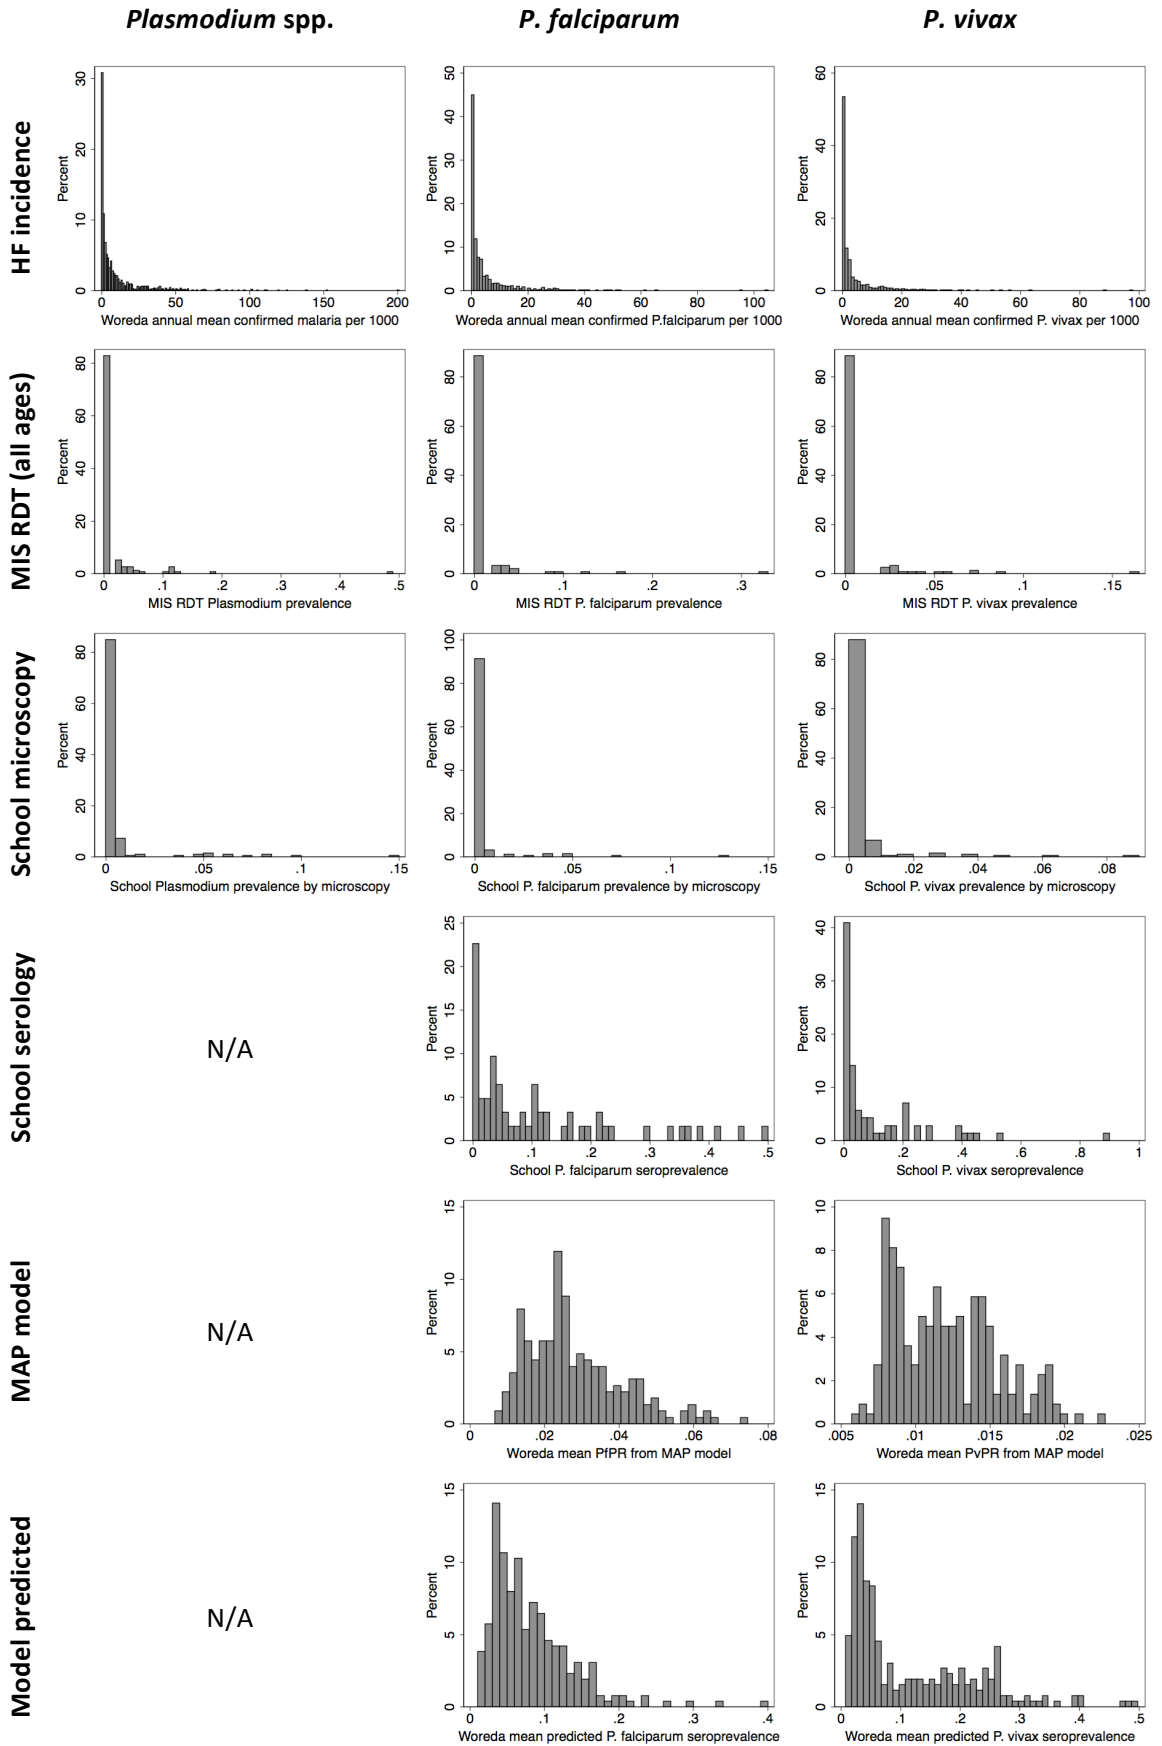 Plasmodium spp.
P. falciparum
P. vivax
HF incidence
Percent
0 10 20 30
0 50 100 150 200
Woreda annual mean confirmed malaria per 1000
Percent
0 10 20 30 40 50
0 20 40 60 80 100
Woreda annual mean confirmed P.falciparum per 1000
Percent
0 20 40 60
0 20 40 60 80 100
Woreda annual mean confirmed P. vivax per 1000
MIS RDT (all ages)
Percent
0 20 40 60 80
0 .1 .2 .3 .4 .5
MIS RDT Plasmodium prevalence
Percent
0 20 40 60 80
0 .1 .2 .3
MIS RDT P. falciparum prevalence
Percent
0 20 40 60 80
0 .05 .1 .15
MIS RDT P. vivax prevalence
School microscopy
Percent
0 20 40 60 80
0 .05 .1 .15
School Plasmodium prevalence by microscopy
Percent
0 20 40 60 80 100
0 .05 .1 .15
School P. falciparum prevalence by microscopy
Percent
0 20 40 60 80
0 .02 .04 .06 .08
School P. vivax prevalence by microscopy
School serology
N/A
Percent
0 5 10 15 20 25
0 .1 .2 .3 .4 .5
School P. falciparum seroprevalence
Percent
0 10 20 30 40
0 .2 .4 .6 .8 1
School P. vivax seroprevalence
MAP model
N/A
Percent
0 5 10 15
0 .02 .04 .06 .08
Woreda mean PfPR from MAP model
Percent
0 2 4 6 8 10
.005 .01 .015 .02 .025
Woreda mean PvPR from MAP model
Model predicted
N/A
Percent
0 5 10 15
0 .1 .2 .3 .4
Woreda mean predicted P. falciparum seroprevalence
Percent
0 5 10 15
0 .1 .2 .3 .4 .5
Woreda mean predicted P. vivax seroprevalence